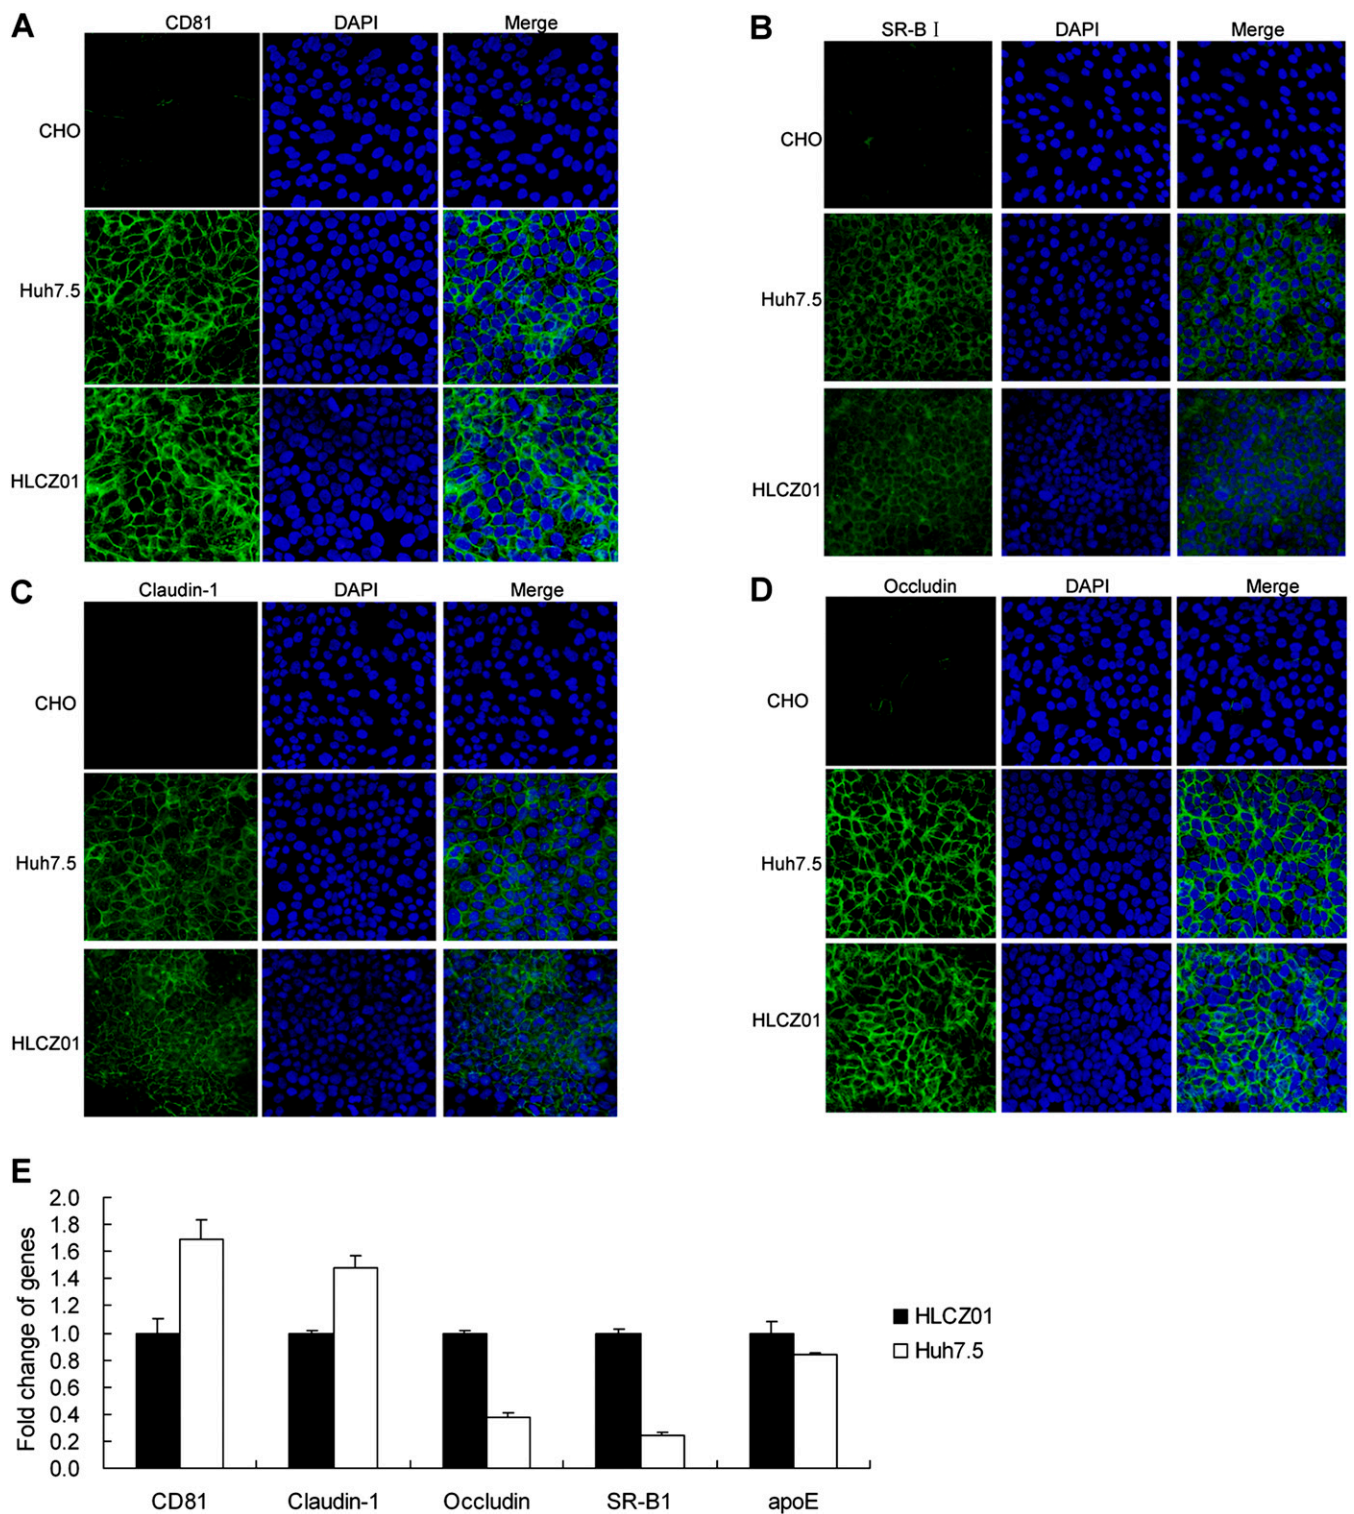 A
CD81 DAPI Merge
CHO
Huh7.5
HLCZ01
B
SR-B Ⅰ DAPI Merge
CHO
Huh7.5
HLCZ01
C
Claudin-1 DAPI Merge
CHO
Huh7.5
HLCZ01
D
Occludin DAPI Merge
CHO
Huh7.5
HLCZ01
E
Fold change of genes
2.0
1.8
1.6
1.4
1.2
1.0
0.8
0.6
0.4
0.2
0.0
CD81 Claudin-1 Occludin SR-B1 apoE
HLCZ01
Huh7.5